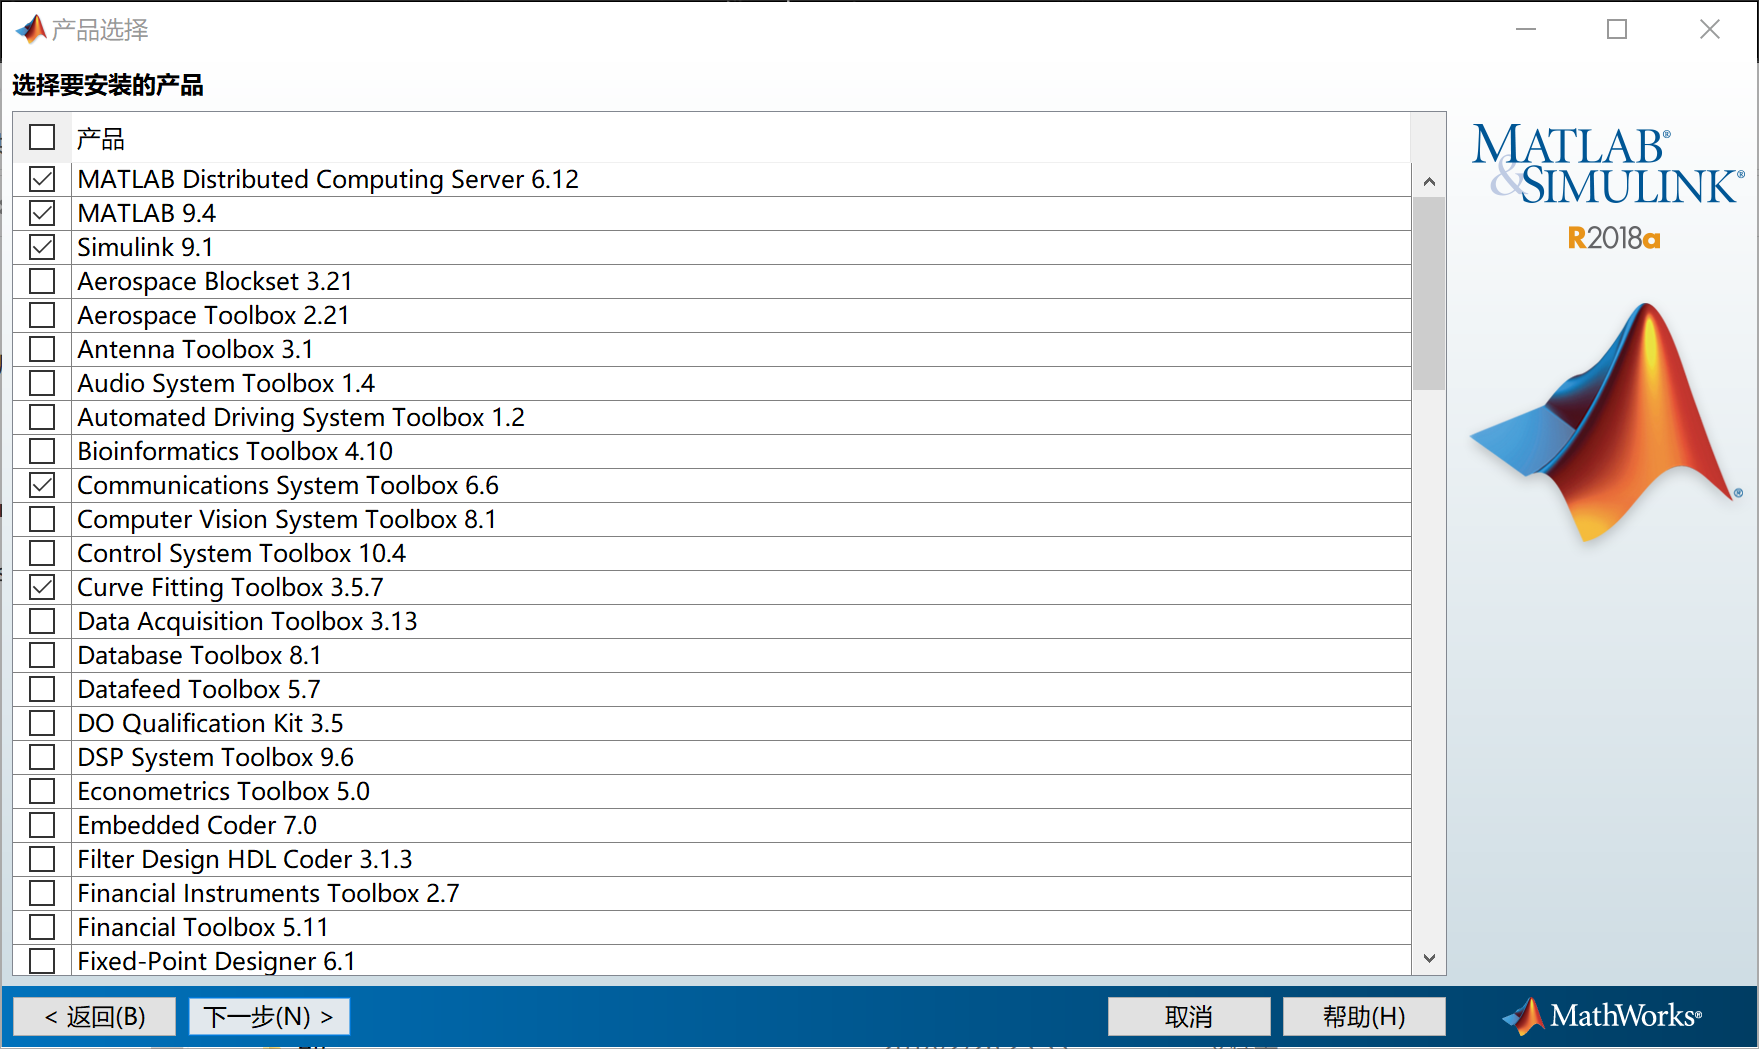 产品选择
选择要安装的产品
产品
MATLAB Distributed Computing Server 6.12
MATLAB 9.4
Simulink 9.1
Aerospace Blockset 3.21
Aerospace Toolbox 2.21
Antenna Toolbox 3.1
Audio System Toolbox 1.4
Automated Driving System Toolbox 1.2
Bioinformatics Toolbox 4.10
Communications System Toolbox 6.6
Computer Vision System Toolbox 8.1
Control System Toolbox 10.4
Curve Fitting Toolbox 3.5.7
Data Acquisition Toolbox 3.13
Database Toolbox 8.1
Datafeed Toolbox 5.7
DO Qualification Kit 3.5
DSP System Toolbox 9.6
Econometrics Toolbox 5.0
Embedded Coder 7.0
Filter Design HDL Coder 3.1.3
Financial Instruments Toolbox 2.7
Financial Toolbox 5.11
Fixed-Point Designer 6.1
MATLAB®
&SIMULINK®
R2018a
®
< 返回(B)
下一步(N) >
取消
帮助(H)
MathWorks®